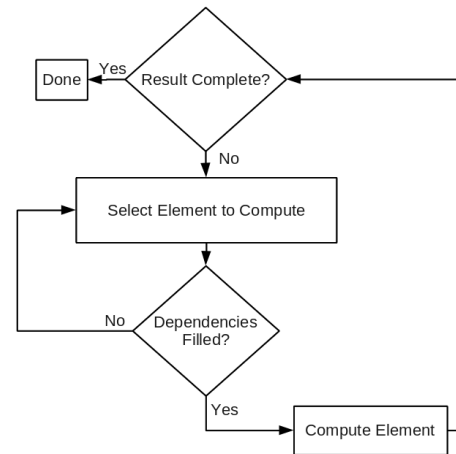 Result Complete?
Yes
Done
No
Select Element to Compute
Dependencies
Filled?
No
Yes
Compute Element